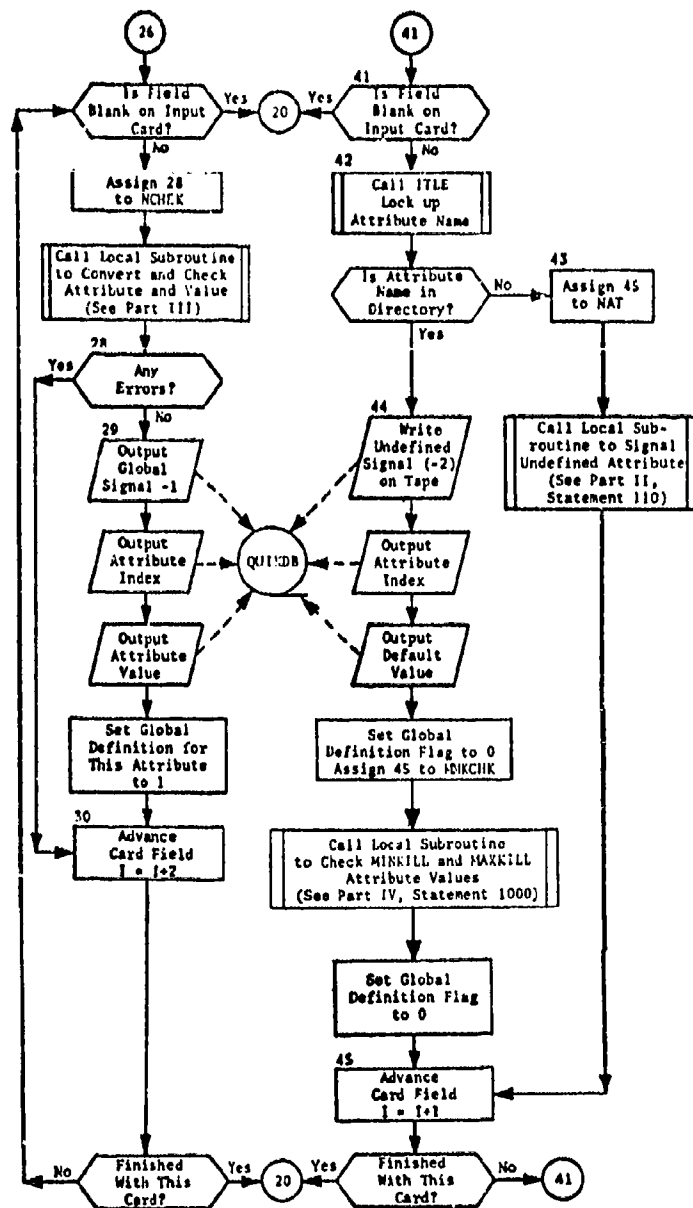 26
Is Field
Blank on Input
Card?
Yes
20
No
Assign 28
to NCHEK
Call Local Subroutine
to Convert and Check
Attribute and Value
(See Part III)
28
Any
Errors?
Yes
No
29
Output
Global
Signal -1
Output
Attribute
Index
Output
Attribute
Value
QUIKDB
Set Global
Definition for
This Attribute
to 1
30
Advance
Card Field
I = I+2
Finished
With This
Card?
No
Yes
20
41
41
Is Field
Blank on
Input Card?
Yes
No
42
Call ITLE
Look up
Attribute Name
Is Attribute
Name in
Directory?
No
Yes
43
Assign 45
to NAT
Call Local Sub-
routine to Signal
Undefined Attribute
(See Part II,
Statement 110)
44
Write
Undefined
Signal (-2)
on Tape
Output
Attribute
Index
Output
Default
Value
Set Global
Definition Flag to 0
Assign 45 to
Call Local Subroutine
to Check MINKILL and MAXKILL
Attribute Values
(See Part IV, Statement 1000)
Set Global
Definition Flag
to 0
45
Advance
Card Field
I = I+1
Finished
With This
Card?
Yes
No
41